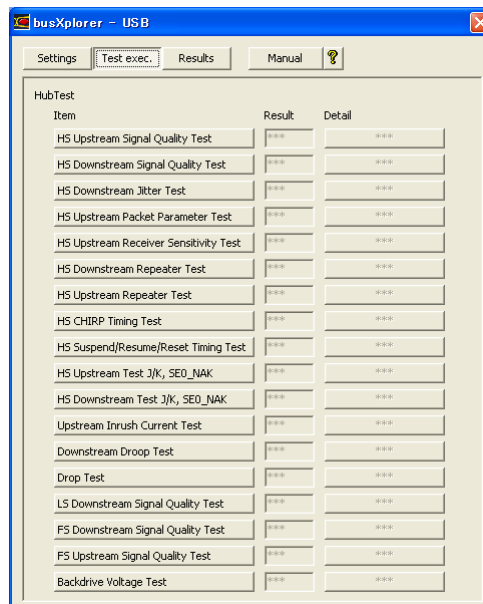 busXplorer - USB
Settings Test exec. Results Manual ?
HubTest
Item Result Detail
HS Upstream Signal Quality Test *** ***
HS Downstream Signal Quality Test *** ***
HS Downstream Jitter Test *** ***
HS Upstream Packet Parameter Test *** ***
HS Upstream Receiver Sensitivity Test *** ***
HS Downstream Repeater Test *** ***
HS Upstream Repeater Test *** ***
HS CHIRP Timing Test *** ***
HS Suspend/Resume/Reset Timing Test *** ***
HS Upstream Test J/K, SE0_NAK *** ***
HS Downstream Test J/K, SE0_NAK *** ***
Upstream Inrush Current Test *** ***
Downstream Droop Test *** ***
Drop Test *** ***
LS Downstream Signal Quality Test *** ***
FS Downstream Signal Quality Test *** ***
FS Upstream Signal Quality Test *** ***
Backdrive Voltage Test *** ***